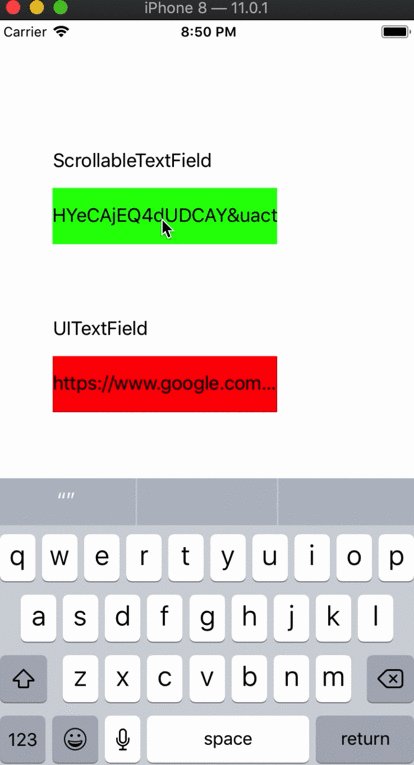 iPhone 8 — 11.0.1
Carrier 8:50 PM
ScrollableTextField
HYeCAjEQ4dUDCAY&uact
UITextField
https://www.google.com...
“”
q w e r t y u i o p
a s d f g h j k l
z x c v b n m
123 space return